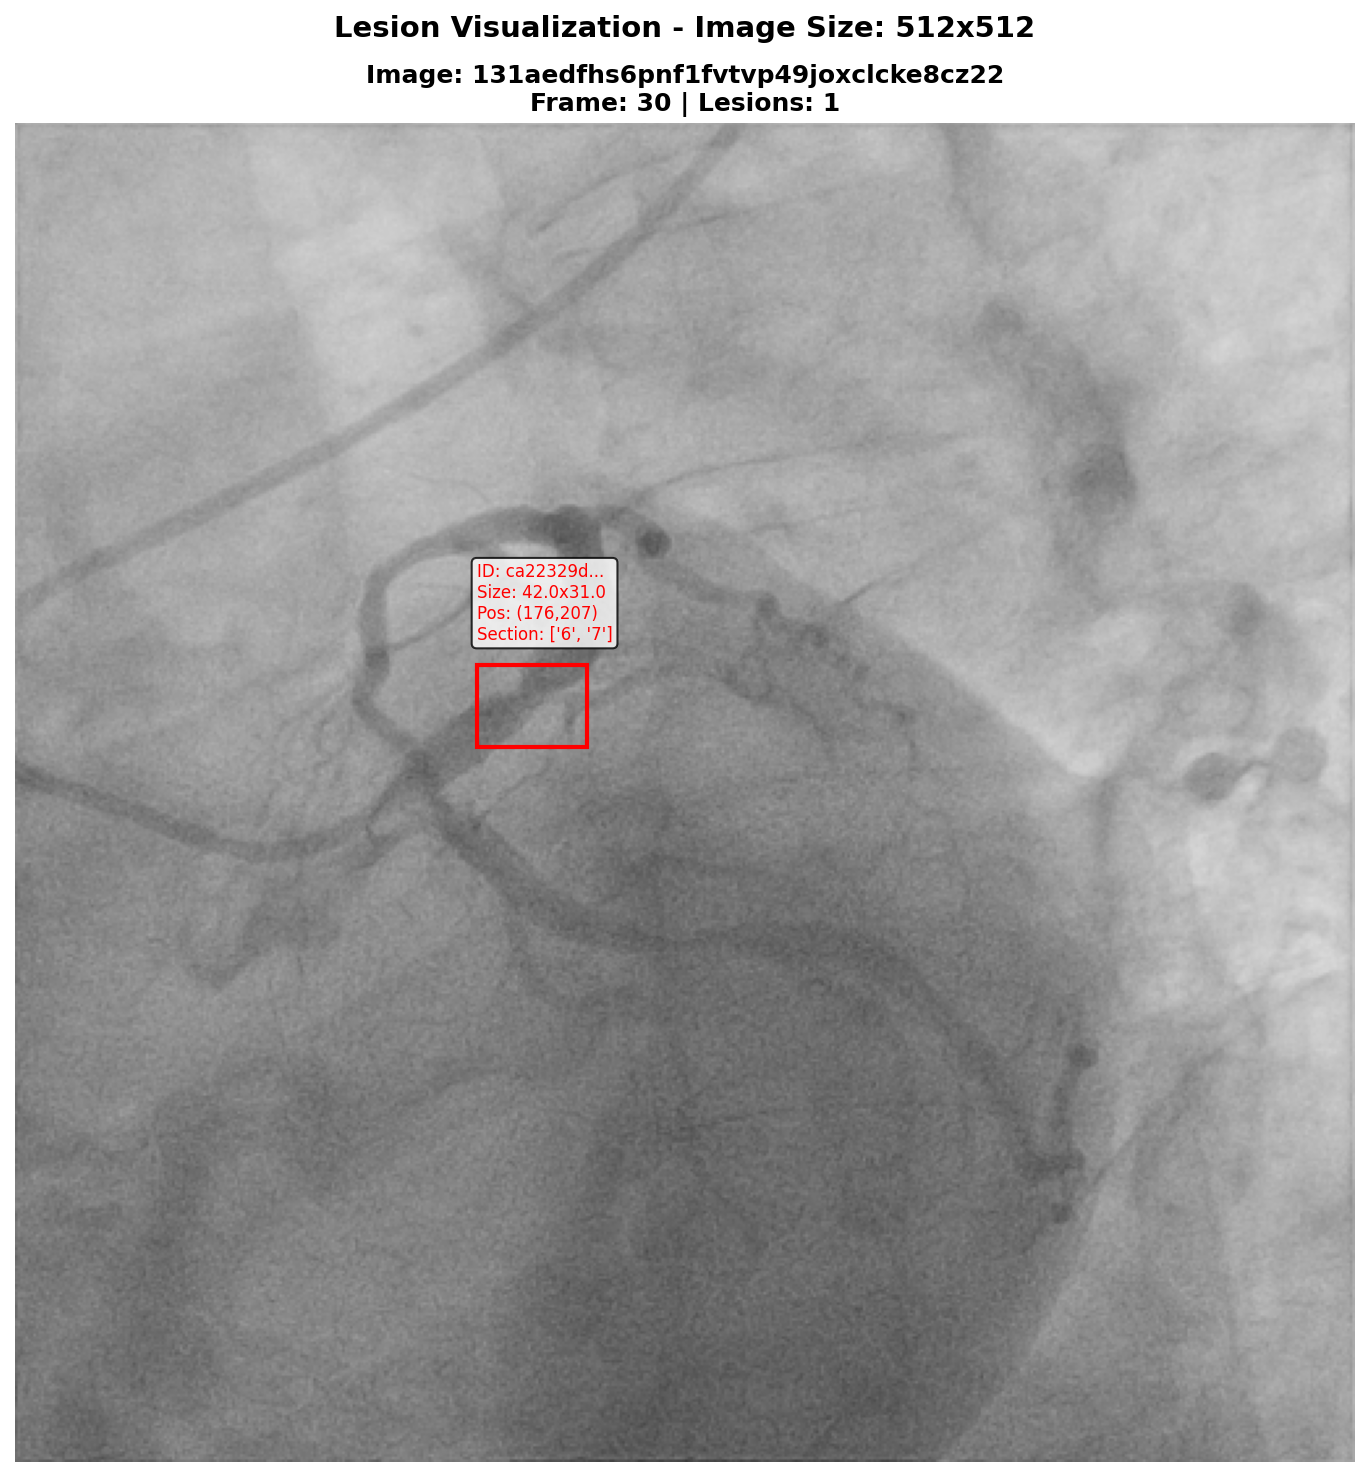 Lesion Visualization - Image Size: 512x512
Image: 131aedfhs6pnf1fvtvp49joxclcke8cz22
Frame: 30 | Lesions: 1
ID: ca22329d...
Size: 42.0x31.0
Pos: (176,207)
Section: ['6', '7']